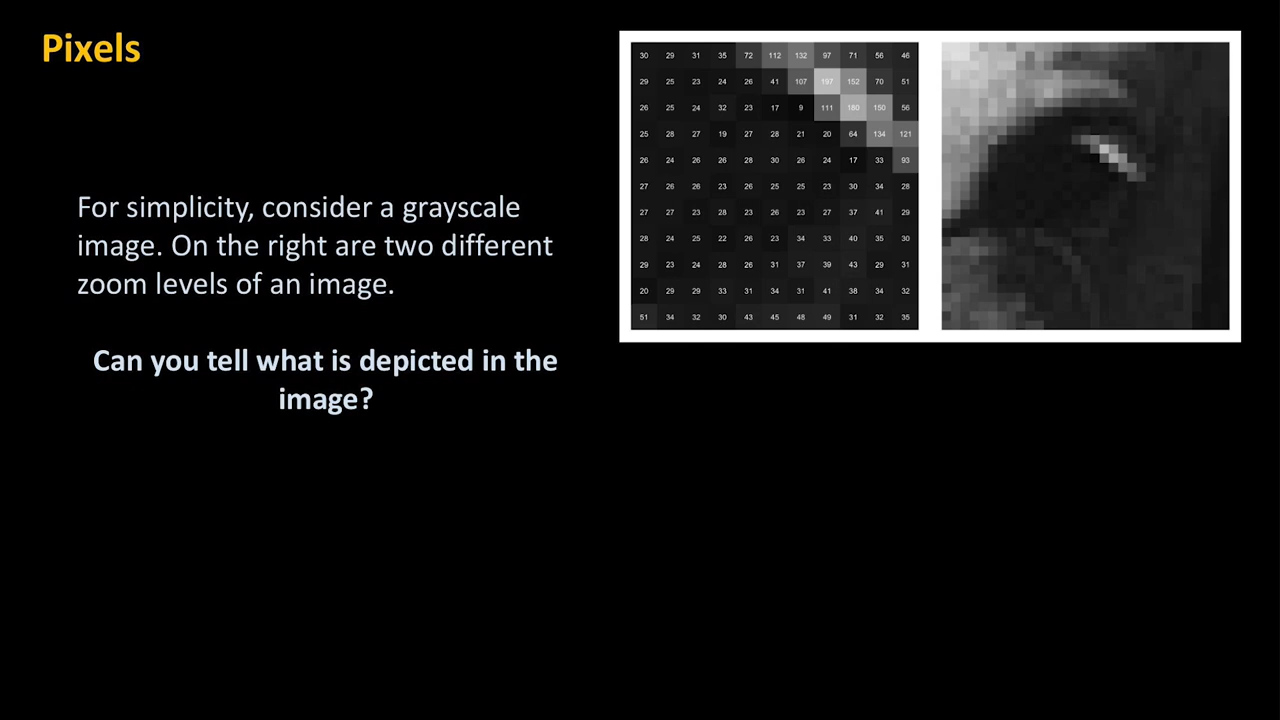 Pixels
For simplicity, consider a grayscale
image. On the right are two different
zoom levels of an image.
Can you tell what is depicted in the
image?
30 29 31 35 72 112 132 97 71 56 46
29 25 23 24 26 41 107 197 152 70 51
26 25 24 32 23 17 9 111 180 150 56
25 28 27 19 27 28 21 20 64 134 121
26 24 26 26 28 30 26 24 17 33 93
27 26 26 23 26 25 25 23 30 34 28
27 27 23 28 23 26 23 27 37 41 29
28 24 25 22 26 23 34 33 40 35 30
29 23 24 28 26 31 37 39 43 29 31
20 29 29 33 31 34 31 41 38 34 32
51 34 32 30 43 45 48 49 31 32 35